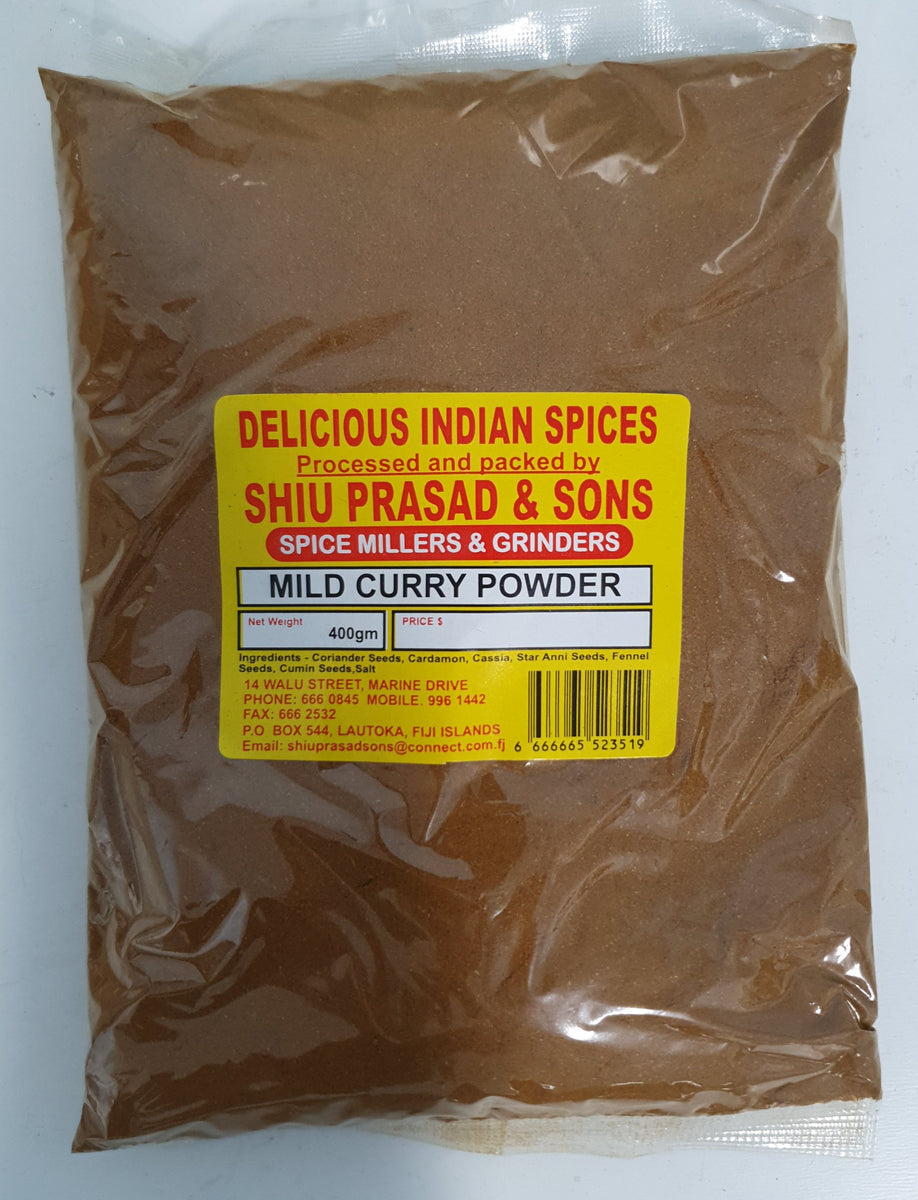 DELICIOUS INDIAN SPICES
Processed and packed by
SHIU PRASAD & SONS
SPICE MILLERS & GRINDERS
MILD CURRY POWDER
Net Weight
400gm
PRICE $
Ingredients - Coriander Seeds, Cardamon, Cassia, Star Anni Seeds, Fennel
Seeds, Cumin Seeds,Salt
14 WALU STREET, MARINE DRIVE
PHONE: 666 0845 MOBILE. 996 1442
FAX: 666 2532
P.O BOX 544, LAUTOKA, FIJI ISLANDS
Email: shiuprasadsons@connect.com.fj
6 666665 523519